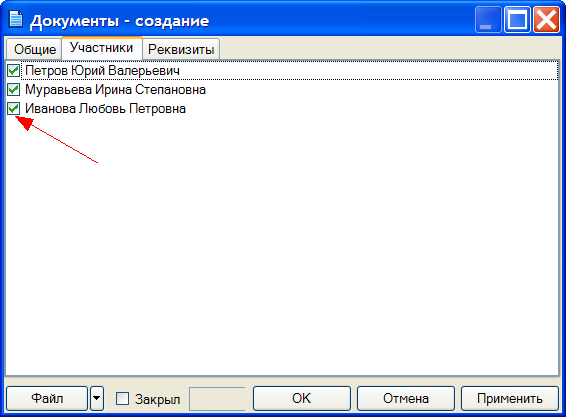 Документы - создание
Общие Участники Реквизиты
Петров Юрий Валерьевич
Муравьева Ирина Степановна
Иванова Любовь Петровна
Файл Закрыл OK Отмена Применить